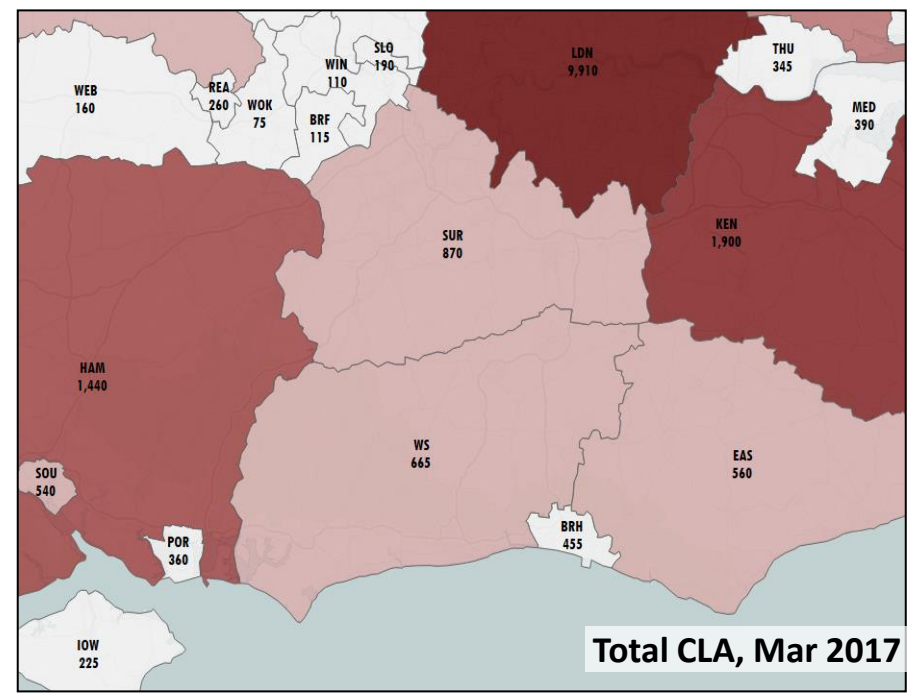 SLO
190
LDN
9,910
THU
345
WIN
110
WEB
160
REA
260
WOK
75
BRF
115
MED
390
KEN
1,900
SUR
870
HAM
1,440
WS
665
EAS
560
SOU
540
BRH
455
POR
360
IOW
225
Total CLA, Mar 2017